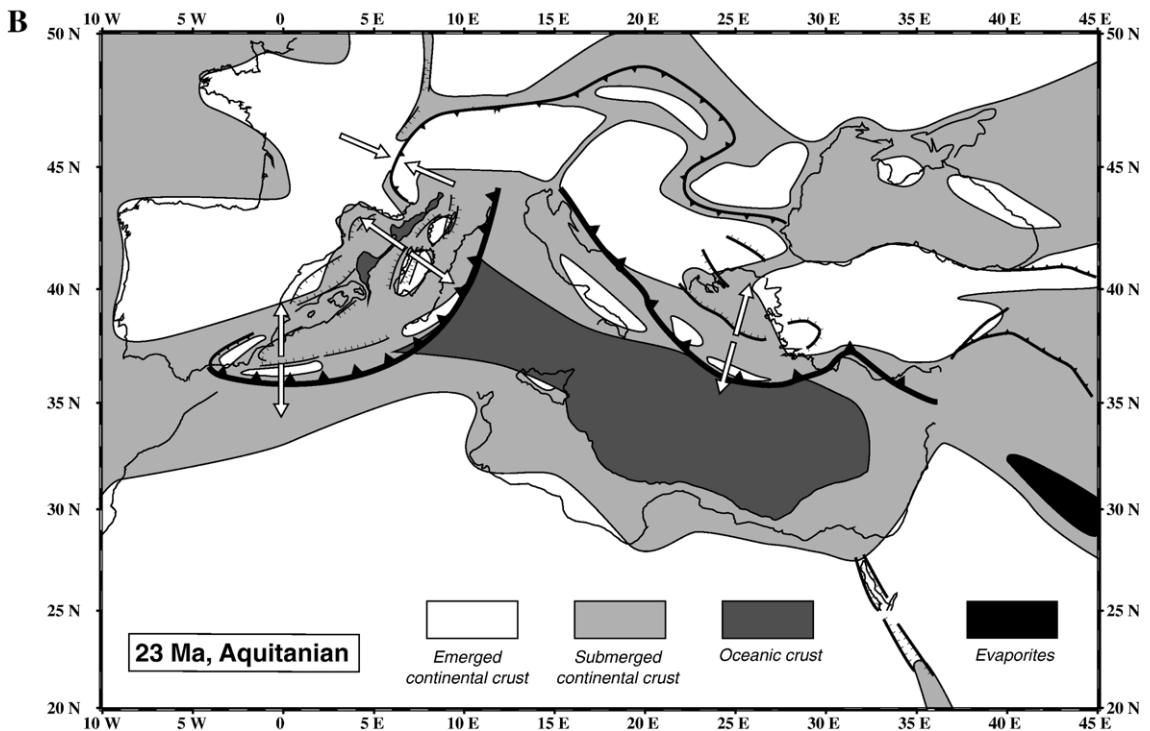 B
10 W 5 W 0 5 E 10 E 15 E 20 E 25 E 30 E 35 E 40 E 45 E
50 N 50 N
45 N 45 N
40 N 40 N
35 N 35 N
30 N 30 N
25 N 25 N
20 N 20 N
23 Ma, Aquitanian
Emerged
continental crust
Submerged
continental crust
Oceanic crust
Evaporites
10 W 5 W 0 5 E 10 E 15 E 20 E 25 E 30 E 35 E 40 E 45 E